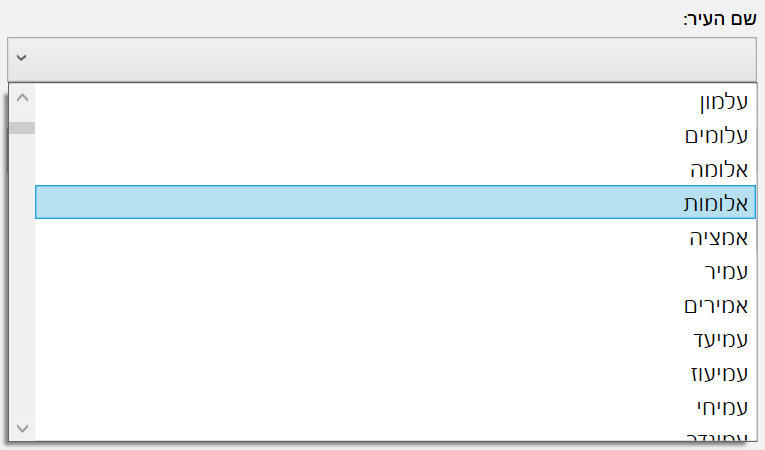 שם העיר:
עלמון
עלומים
אלומה
אלומות
אמציה
עמיר
אמירים
עמיעד
עמיעוז
עמיחי